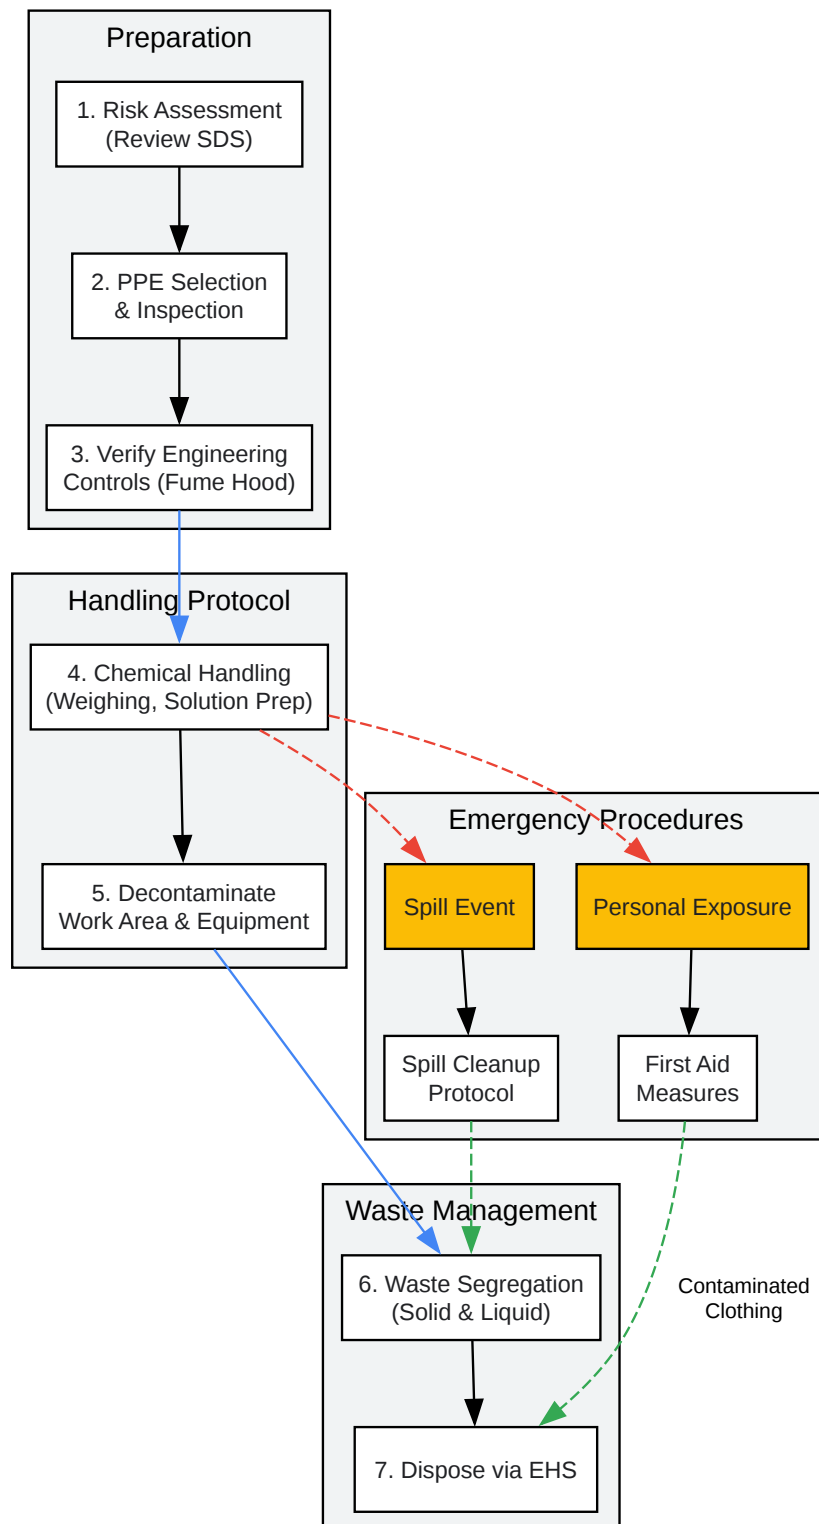 Preparation
1. Risk Assessment
(Review SDS)
2. PPE Selection
& Inspection
3. Verify Engineering
Controls (Fume Hood)
Handling Protocol
4. Chemical Handling
(Weighing, Solution Prep)
5. Decontaminate
Work Area & Equipment
Emergency Procedures
Spill Event
Personal Exposure
Spill Cleanup
Protocol
First Aid
Measures
Waste Management
6. Waste Segregation
(Solid & Liquid)
Contaminated
Clothing
7. Dispose via EHS